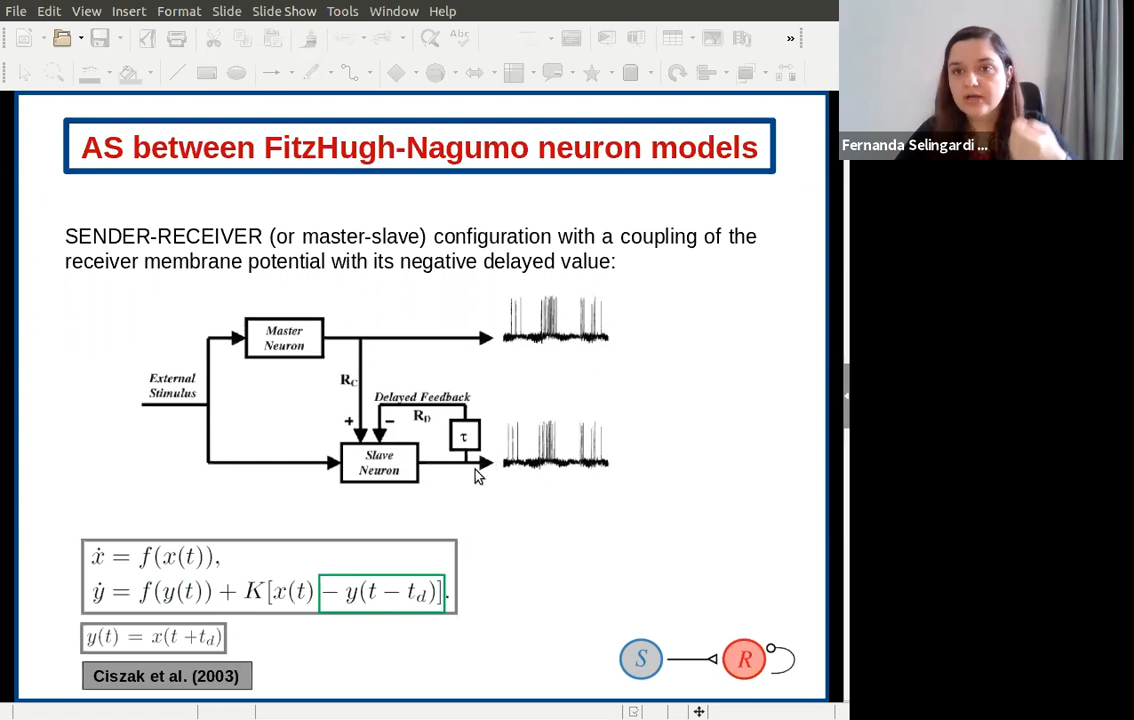 File Edit View Insert Format Slide Slide Show Tools Window Help
Abc
»
AS between FitzHugh-Nagumo neuron models
Fernanda Selingardi ...
SENDER-RECEIVER (or master-slave) configuration with a coupling of the
receiver membrane potential with its negative delayed value:
Master
Neuron
External
Stimulus
R_C
Delayed Feedback
R_D
+
−
τ
Slave
Neuron
ẋ = f(x(t)),
ẏ = f(y(t)) + K[x(t) − y(t − t_d)].
y(t) = x(t + t_d)
Ciszak et al. (2003)
S
R